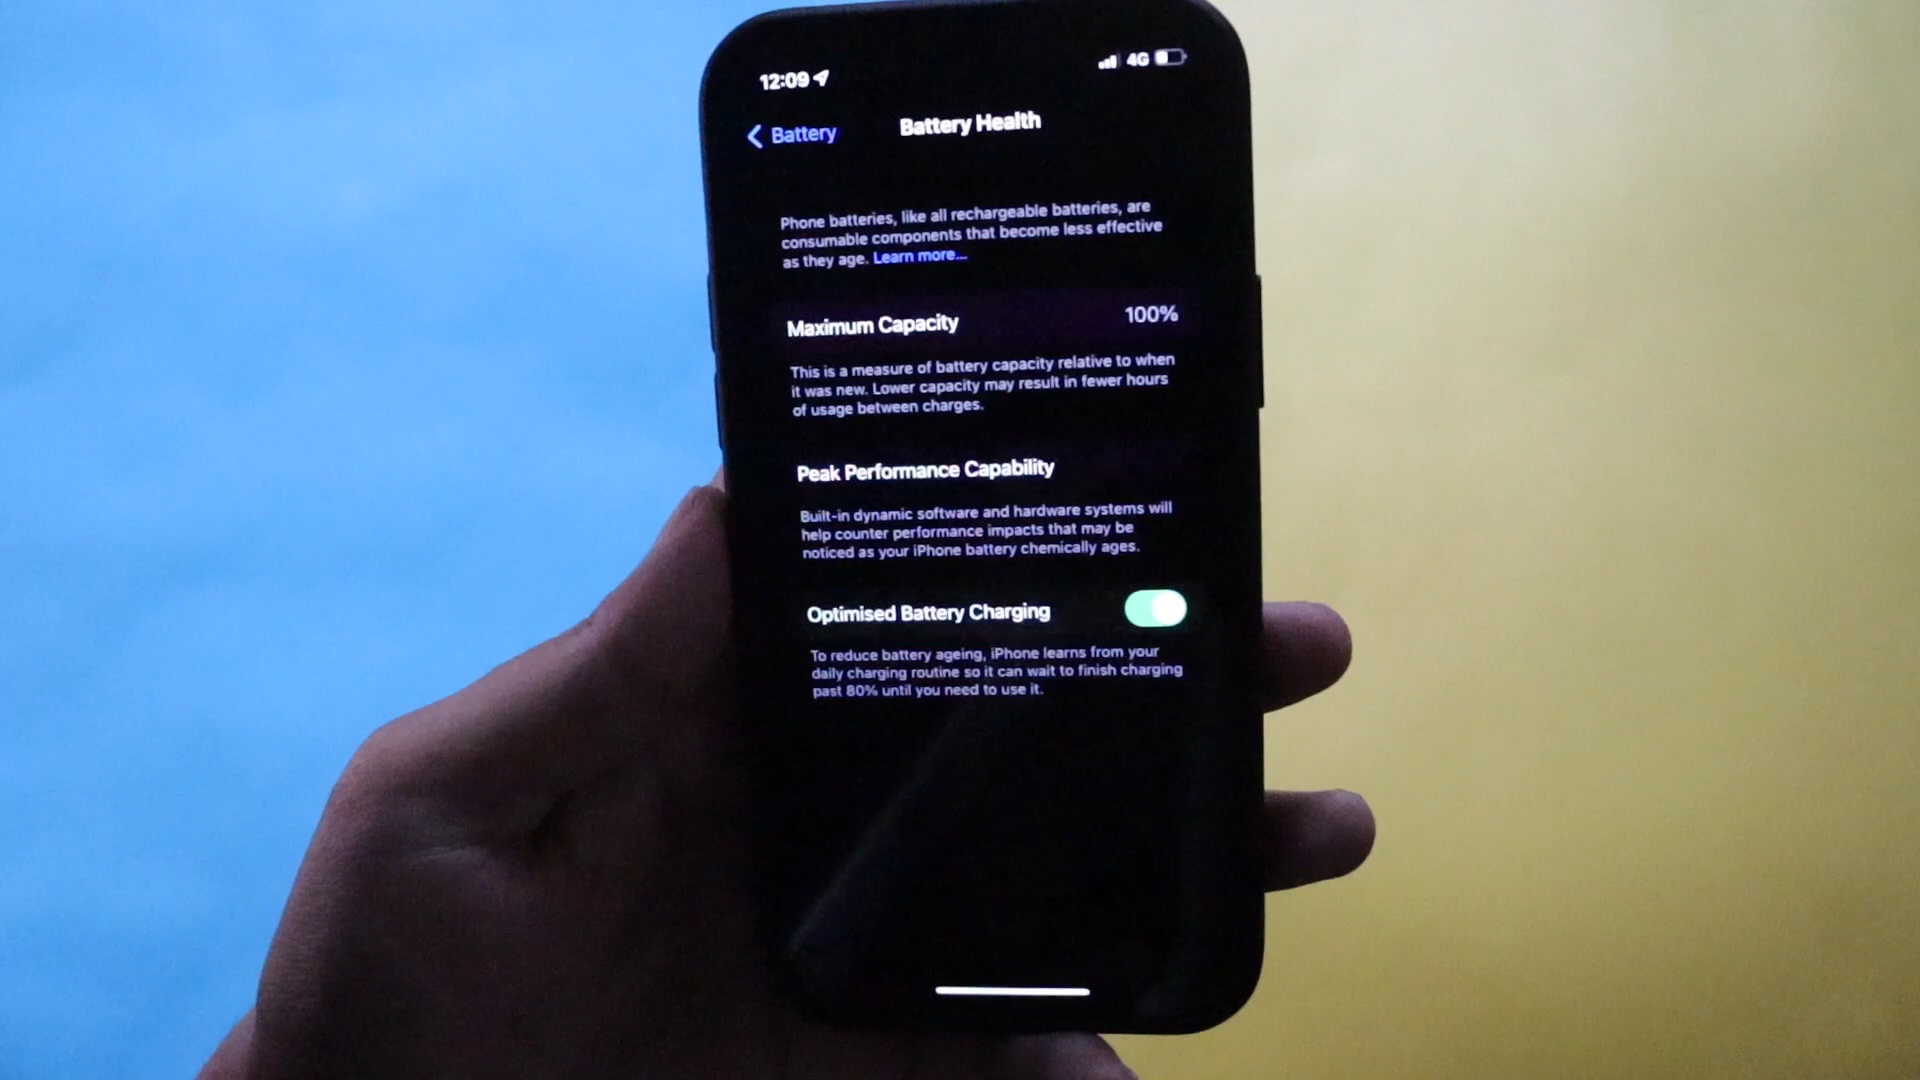 12:09
4G
Battery
Battery Health
Phone batteries, like all rechargeable batteries, are
consumable components that become less effective
as they age. Learn more...
Maximum Capacity
100%
This is a measure of battery capacity relative to when
it was new. Lower capacity may result in fewer hours
of usage between charges.
Peak Performance Capability
Built-in dynamic software and hardware systems will
help counter performance impacts that may be
noticed as your iPhone battery chemically ages.
Optimised Battery Charging
To reduce battery ageing, iPhone learns from your
daily charging routine so it can wait to finish charging
past 80% until you need to use it.